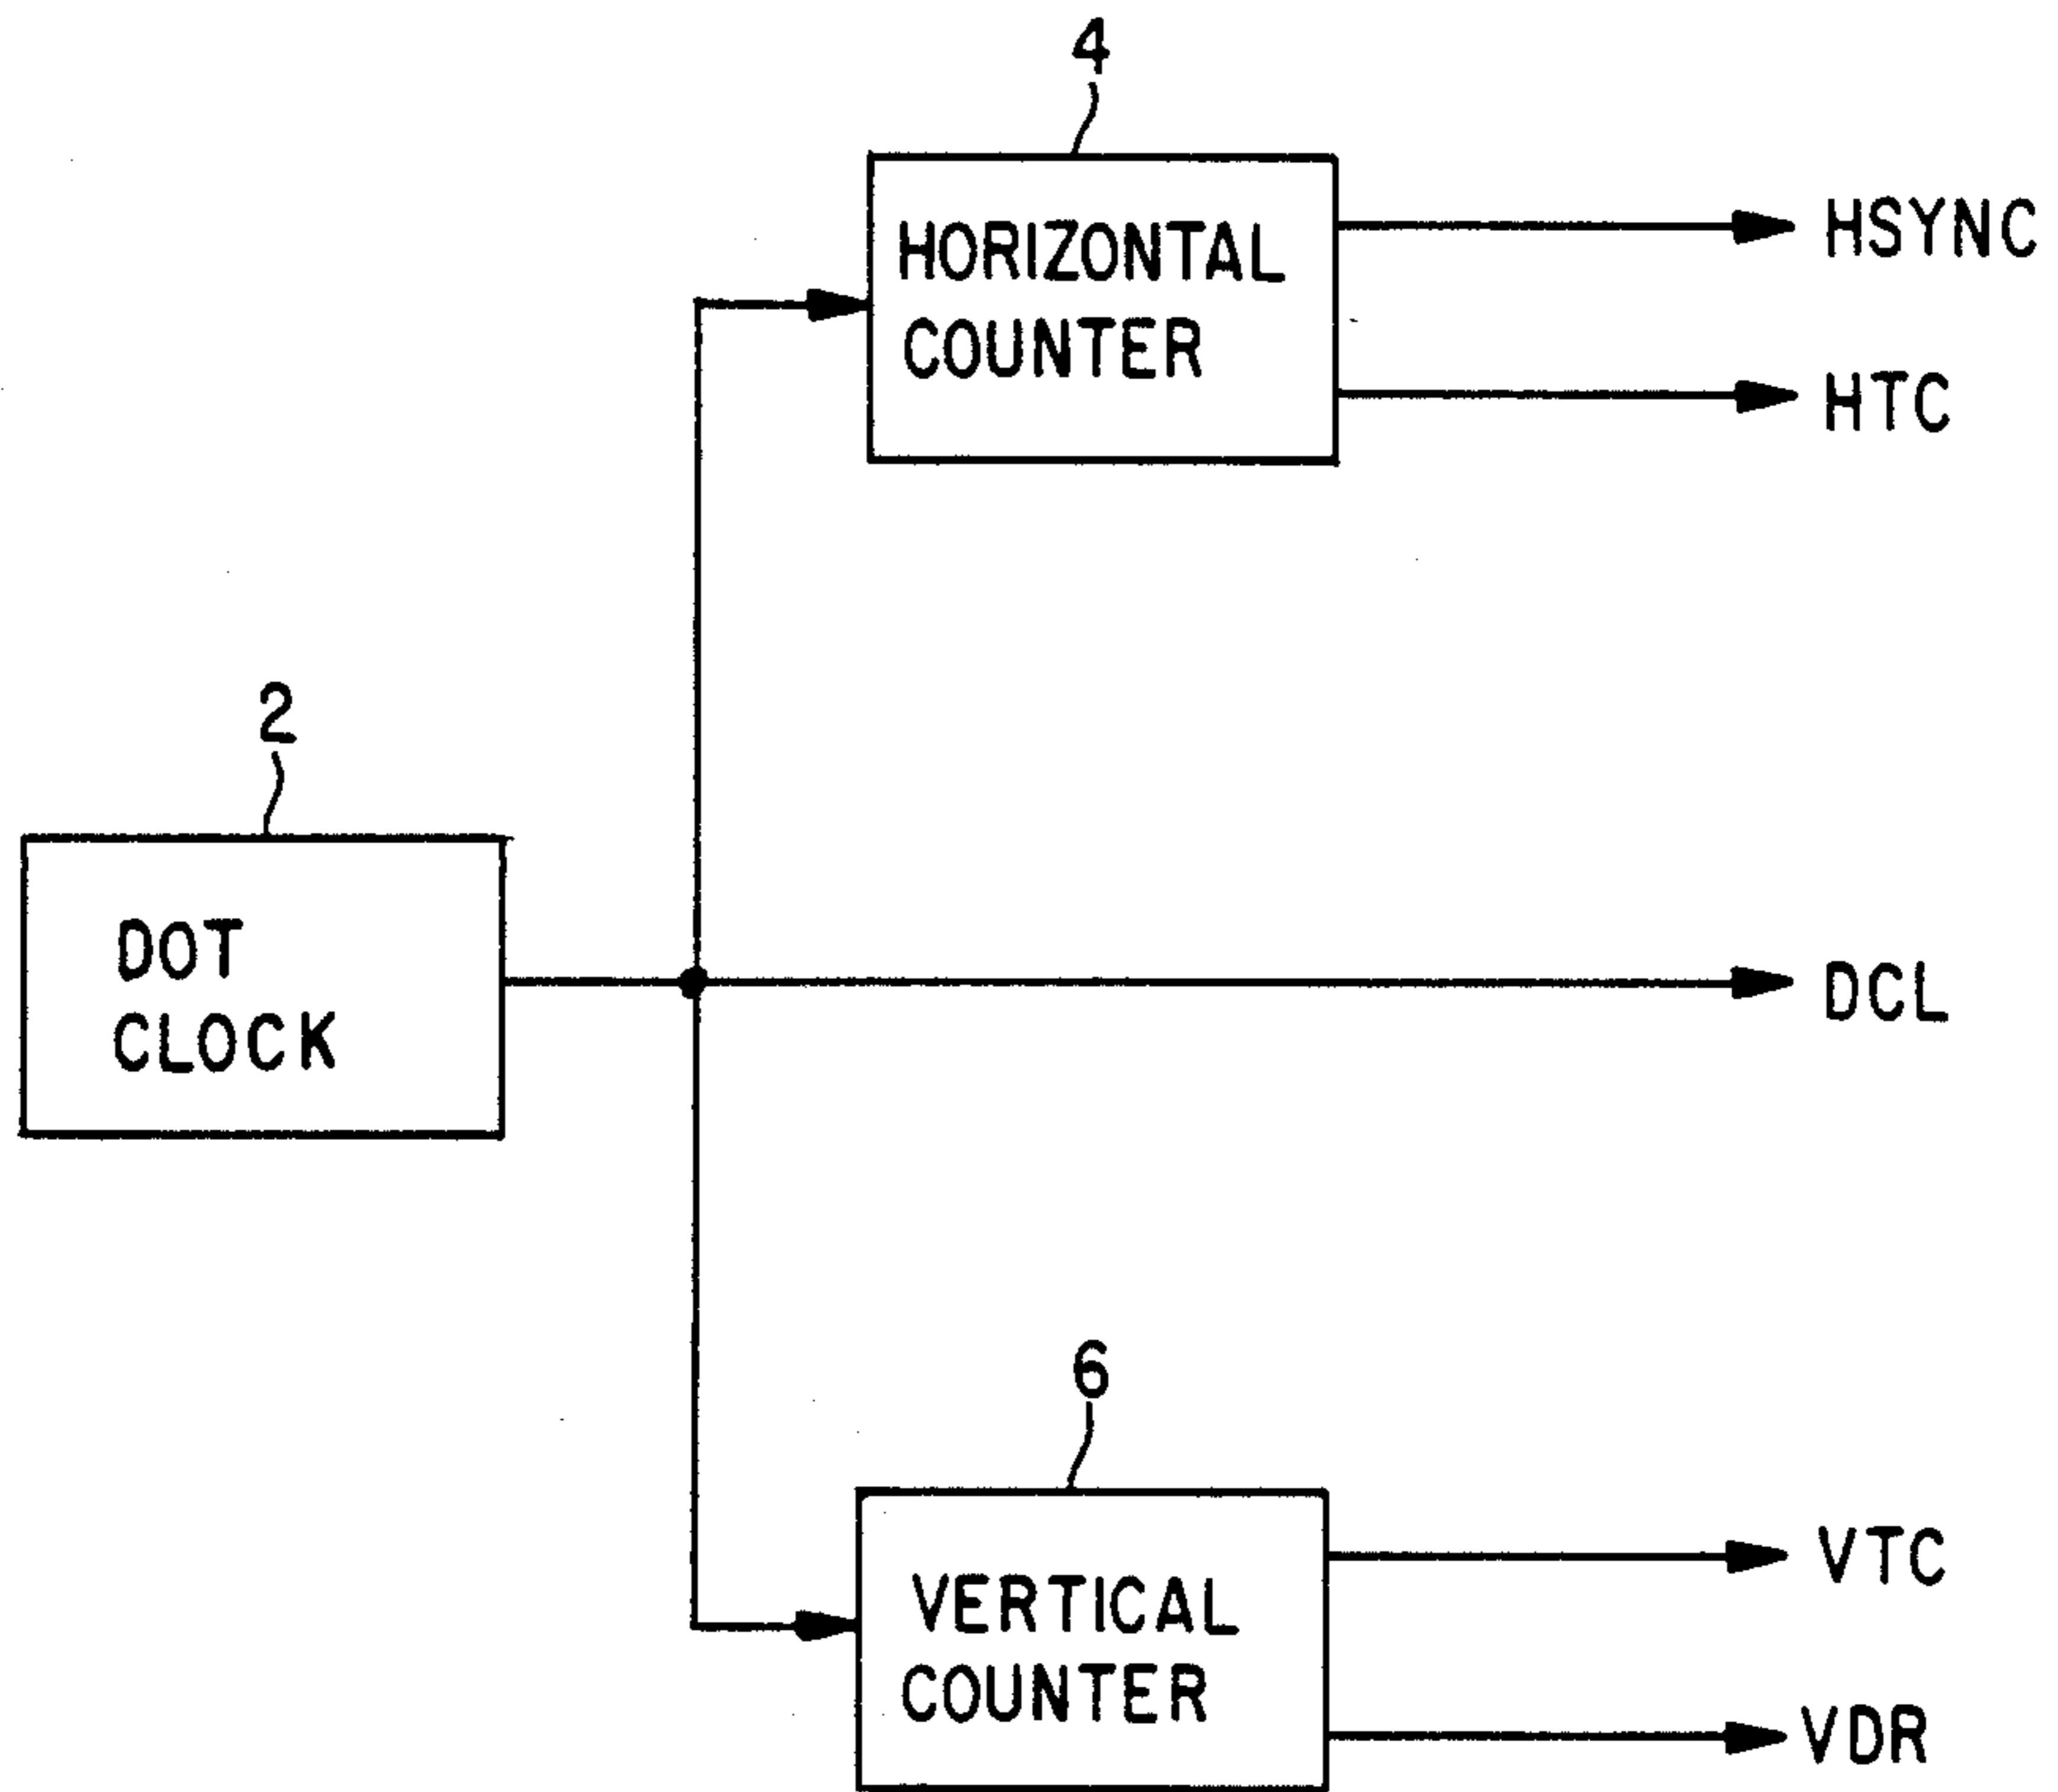 4
HORIZONTAL
COUNTER
HSYNC
HTC
2
DOT
CLOCK
DCL
6
VERTICAL
COUNTER
VTC
VDR